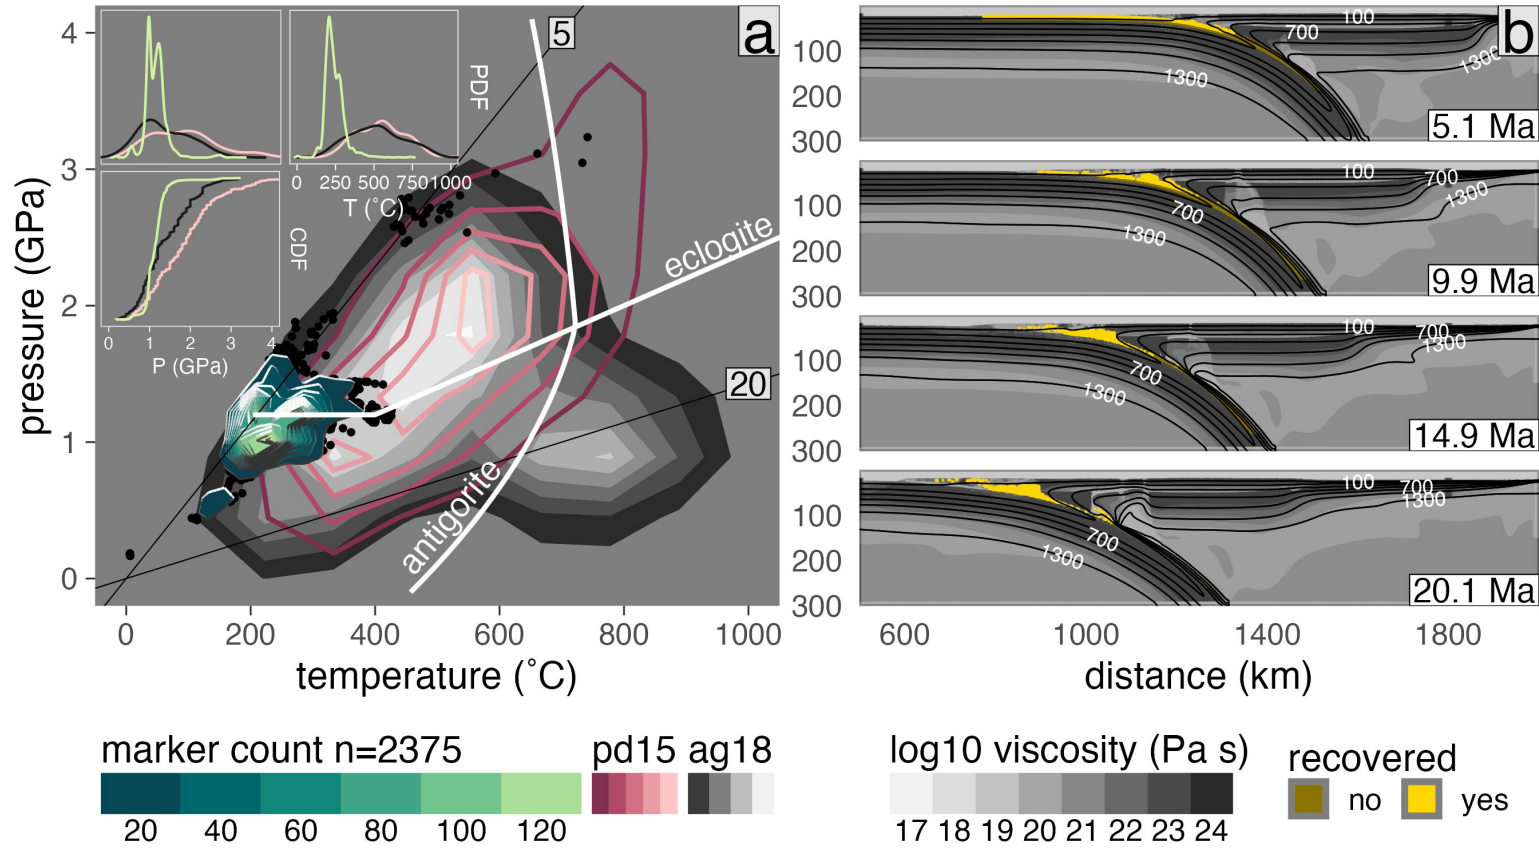 a
5
20
eclogite
antigorite
PDF
0 250 500 750 1000
T (˚C)
CDF
0 1 2 3 4
P (GPa)
4
3
2
1
0
pressure (GPa)
0 200 400 600 800 1000
temperature (˚C)
marker count n=2375
20 40 60 80 100 120
pd15
ag18
b
100
200
300
100
700
1300
1300
5.1 Ma
100
200
300
100
700
1300
700
1300
9.9 Ma
100
200
300
100
700
1300
700
1300
14.9 Ma
100
200
300
100
700
1300
700
1300
20.1 Ma
600 1000 1400 1800
distance (km)
log10 viscosity (Pa s)
17 18 19 20 21 22 23 24
recovered
no yes